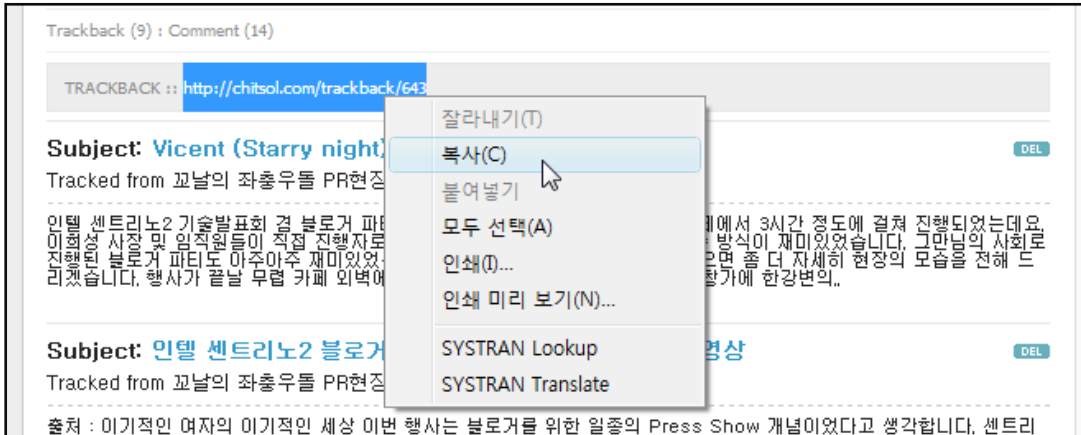 Trackback (9) : Comment (14)
TRACKBACK :: http://chitsol.com/trackback/643
잘라내기(T)
복사(C)
붙여넣기
모두 선택(A)
인쇄(I)...
인쇄 미리 보기(N)...
SYSTRAN Lookup
SYSTRAN Translate
Subject: Vicent (Starry night)
DEL
Tracked from 꼬날의 좌충우돌 PR현
인텔 센트리노2 기술발표회 겸 블로거 파 에서 3시간 정도에 걸쳐 진행되었는데요,
이희성 사장 및 임직원들이 직접 진행자로 방식이 재미있었습니다. 그만님의 사회로
진행된 블로거 파티도 아주아주 재미있었 으면 좀 더 자세히 현장의 모습을 전해 드
리겠습니다. 행사가 끝날 무렵 카페 외벽에 창가에 한강변의..
Subject: 인텔 센트리노2 블로거 영상
DEL
Tracked from 꼬날의 좌충우돌 PR현
출처 : 이기적인 여자의 이기적인 세상 이번 행사는 블로거를 위한 일종의 Press Show 개념이었다고 생각합니다. 센트리